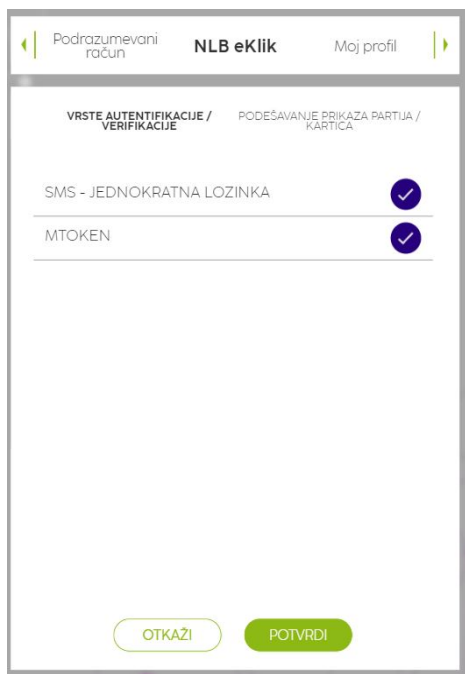 Podrazumevani
račun
NLB eKlik
Moj profil
VRSTE AUTENTIFIKACIJE /
VERIFIKACIJE
PODEŠAVANJE PRIKAZA PARTIJA /
KARTICA
SMS - JEDNOKRATNA LOZINKA
MTOKEN
OTKAŽI
POTVRDI